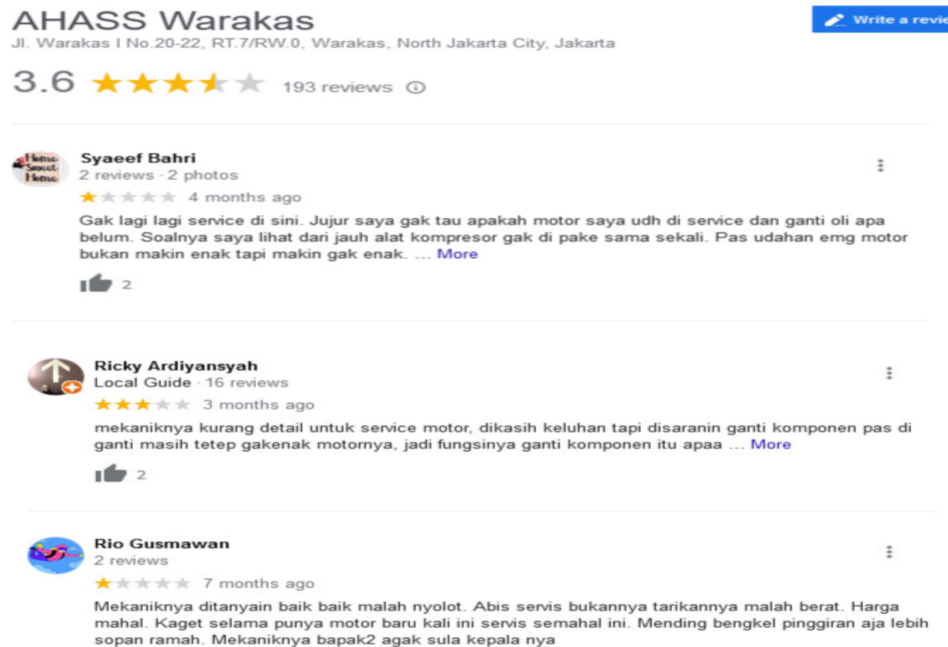 AHASS Warakas
Write a revie
Jl. Warakas I No.20-22, RT.7/RW.0, Warakas, North Jakarta City, Jakarta
3.6 193 reviews
Home
Sweet
Home
Syaeef Bahri
2 reviews · 2 photos
4 months ago
Gak lagi lagi service di sini. Jujur saya gak tau apakah motor saya udh di service dan ganti oli apa
belum. Soalnya saya lihat dari jauh alat kompresor gak di pake sama sekali. Pas udahan emg motor
bukan makin enak tapi makin gak enak. ... More
2
Ricky Ardiyansyah
Local Guide · 16 reviews
3 months ago
mekaniknya kurang detail untuk service motor, dikasih keluhan tapi disaranin ganti komponen pas di
ganti masih tetep gakenak motornya, jadi fungsinya ganti komponen itu apaa ... More
2
Rio Gusmawan
2 reviews
7 months ago
Mekaniknya ditanyain baik baik malah nyolot. Abis servis bukannya tarikannya malah berat. Harga
mahal. Kaget selama punya motor baru kali ini servis semahal ini. Mending bengkel pinggiran aja lebih
sopan ramah. Mekaniknya bapak2 agak sula kepala nya